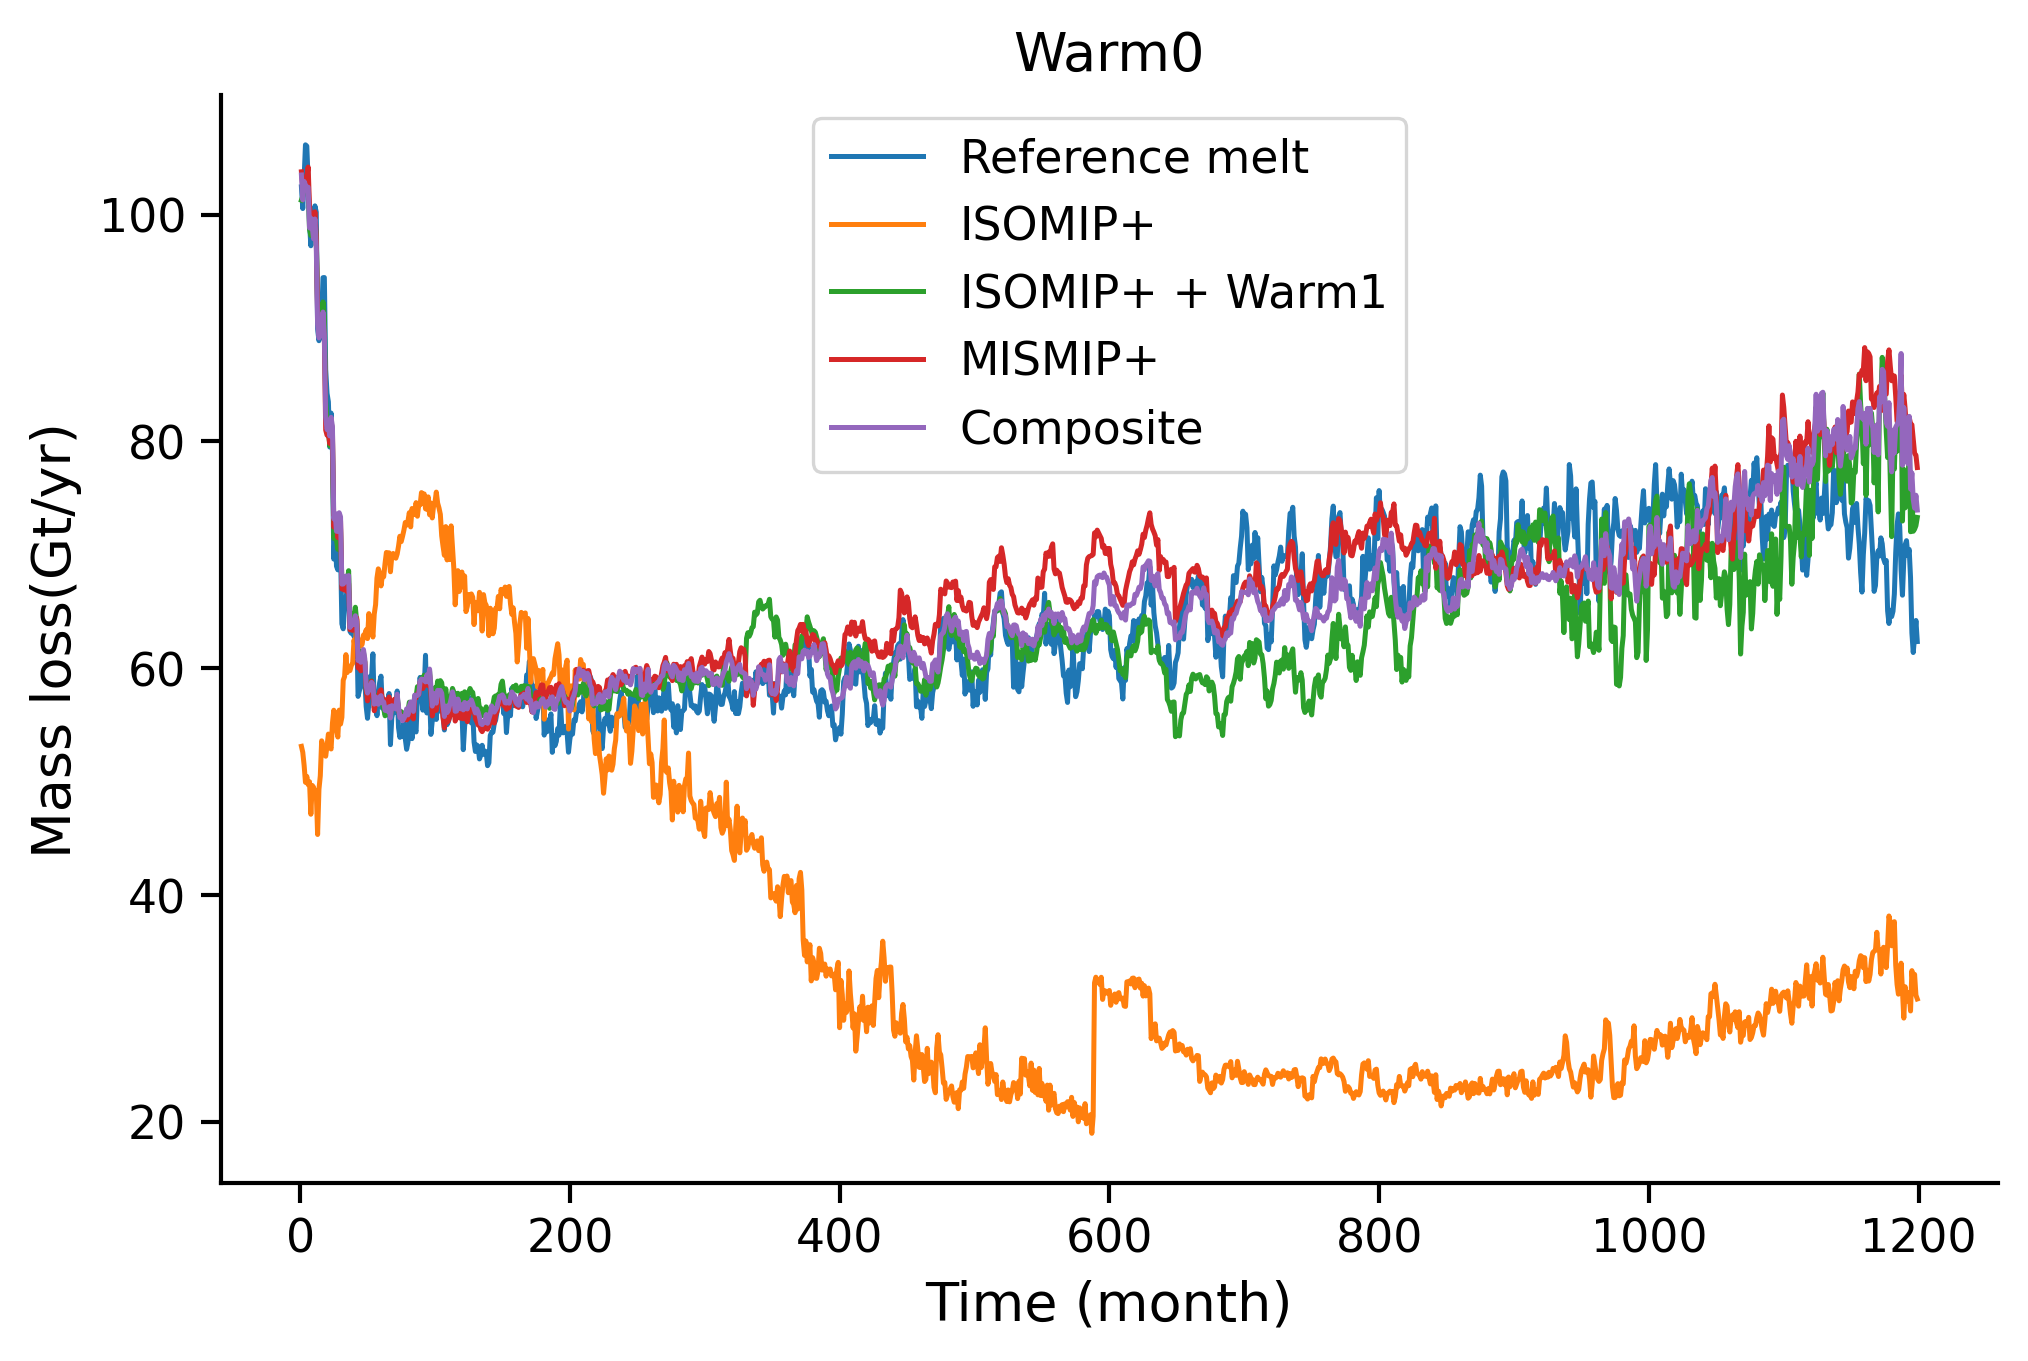 Warm0
Reference melt
ISOMIP+
ISOMIP+ + Warm1
MISMIP+
Composite
Mass loss(Gt/yr)
100
80
60
40
20
0 200 400 600 800 1000 1200
Time (month)